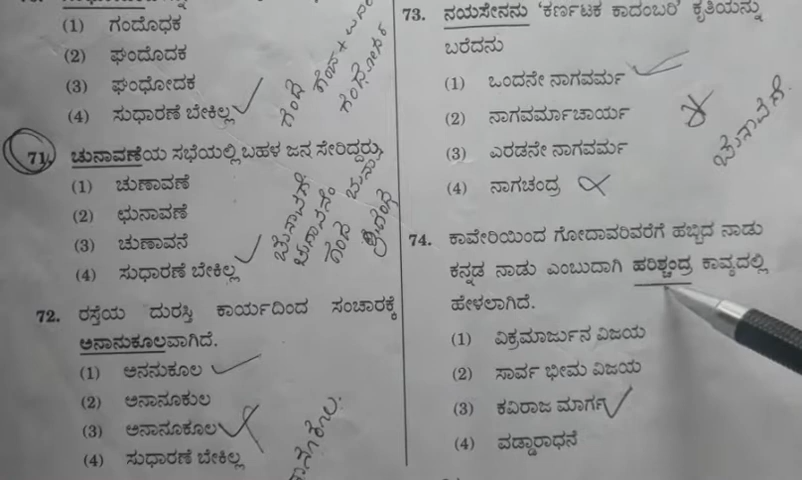 (1) ಗಂದೊಧಕ
(2) ಘಂದೊದಕ
(3) ಘಂಧೋದಕ
(4) ಸುಧಾರಣೆ ಬೇಕಿಲ್ಲ
71. ಚುನಾವಣೆಯ ಸಭೆಯಲ್ಲಿ ಬಹಳ ಜನ ಸೇರಿದ್ದರು
(1) ಚುಣಾವಣೆ
(2) ಛುನಾವಣೆ
(3) ಚುಣಾವನೆ
(4) ಸುಧಾರಣೆ ಬೇಕಿಲ್ಲ
72. ರಸ್ತೆಯ ದುರಸ್ತಿ ಕಾರ್ಯದಿಂದ ಸಂಚಾರಕ್ಕೆ
ಅನಾನುಕೂಲವಾಗಿದೆ.
(1) ಅನನುಕೂಲ
(2) ಅನಾನೂಕುಲ
(3) ಅನಾನೂಕೂಲ
(4) ಸುಧಾರಣೆ ಬೇಕಿಲ್ಲ
73. ನಯಸೇನನು 'ಕರ್ಣಟಕ ಕಾದಂಬರಿ' ಕೃತಿಯನ್ನು
ಬರೆದನು
(1) ಒಂದನೇ ನಾಗವರ್ಮ
(2) ನಾಗವರ್ಮಾಚಾರ್ಯ
(3) ಎರಡನೇ ನಾಗವರ್ಮ
(4) ನಾಗಚಂದ್ರ
74. ಕಾವೇರಿಯಿಂದ ಗೋದಾವರಿವರೆಗೆ ಹಬ್ಬಿದ ನಾಡು
ಕನ್ನಡ ನಾಡು ಎಂಬುದಾಗಿ ಹರಿಶ್ಚಂದ್ರ ಕಾವ್ಯದಲ್ಲಿ
ಹೇಳಲಾಗಿದೆ.
(1) ವಿಕ್ರಮಾರ್ಜುನ ವಿಜಯ
(2) ಸಾರ್ವ ಭೀಮ ವಿಜಯ
(3) ಕವಿರಾಜ ಮಾರ್ಗ
(4) ವಡ್ಡಾರಾಧನೆ